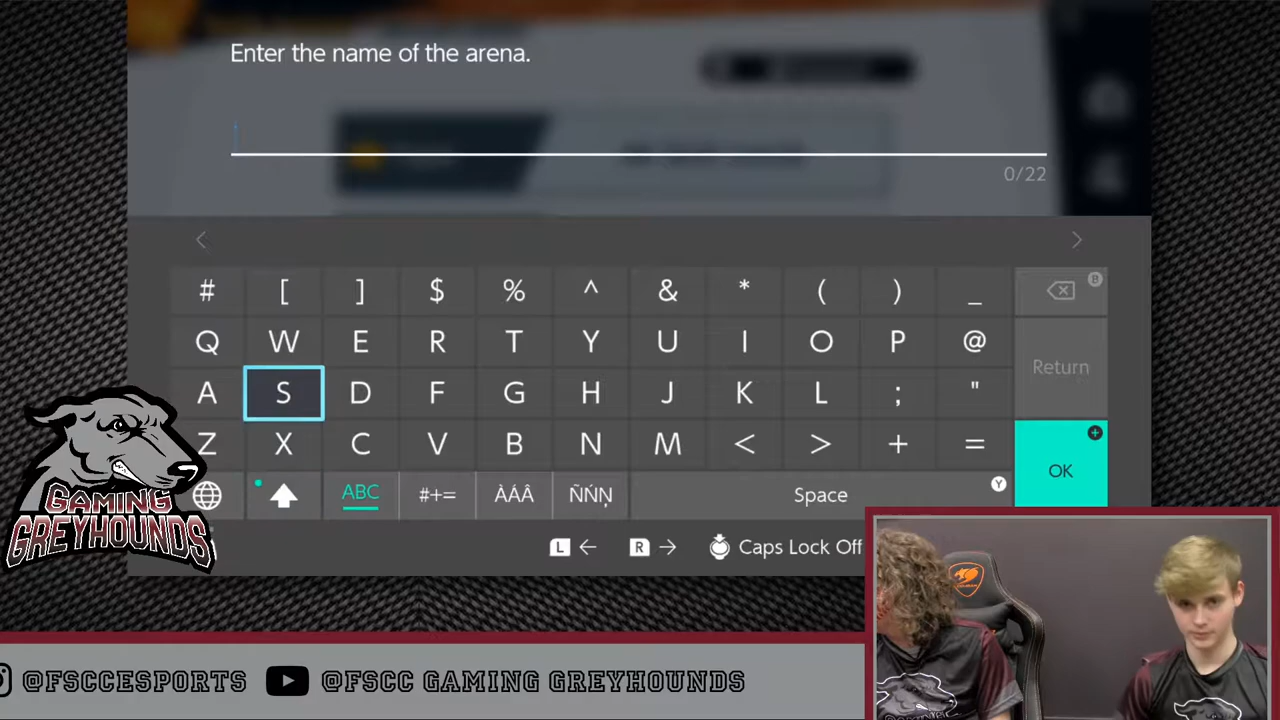 Enter the name of the arena.
0/22
# [ ] $ % ^ & * ( ) _
Q W E R T Y U I O P @
Return
A S D F G H J K L ; "
Z X C V B N M < > + =
OK
ABC #+= ÀÁÂ ÑŃŅ Space Y
L ← R → Caps Lock Off
GAMING
GREYHOUNDS
@FSCCESPORTS @FSCC GAMING GREYHOUNDS